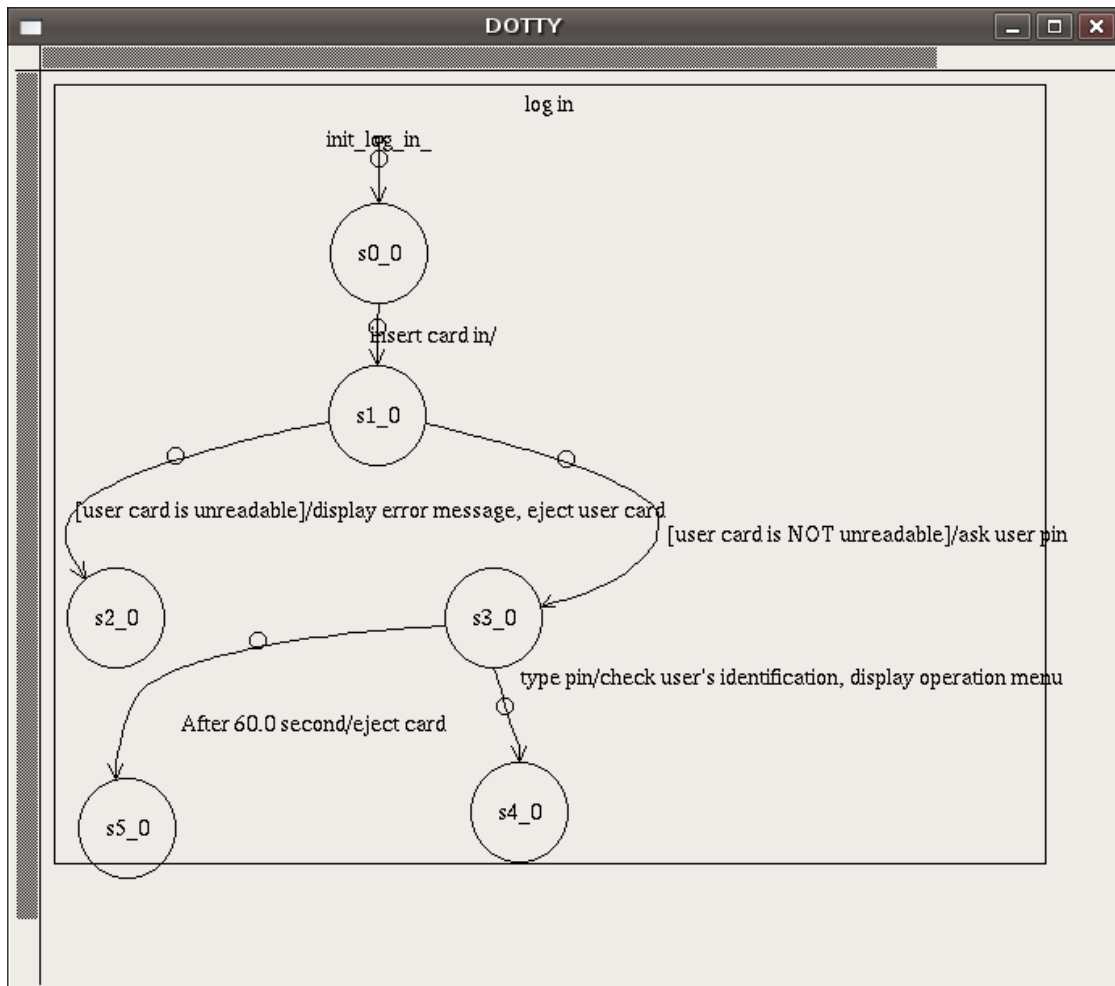 DOTTY
log in
init_log_in_
s0_0
insert card in/
s1_0
[user card is unreadable]/display error message, eject user card
[user card is NOT unreadable]/ask user pin
s2_0
s3_0
type pin/check user's identification, display operation menu
After 60.0 second/eject card
s4_0
s5_0